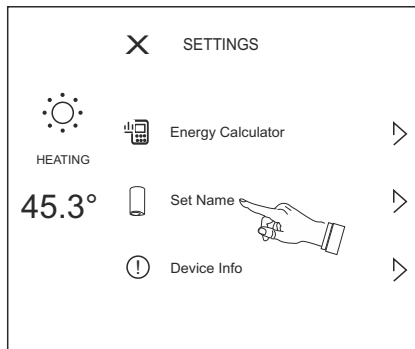 SETTINGS
Energy Calculator
HEATING
45.3°
Set Name
Device Info